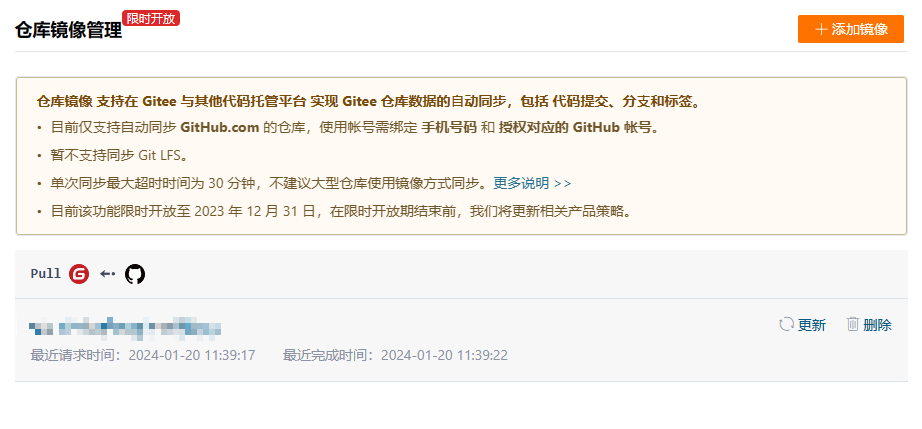 仓库镜像管理 限时开放
＋添加镜像
仓库镜像 支持在 Gitee 与其他代码托管平台 实现 Gitee 仓库数据的自动同步，包括 代码提交、分支和标签。
• 目前仅支持自动同步 GitHub.com 的仓库，使用帐号需绑定 手机号码 和 授权对应的 GitHub 帐号。
• 暂不支持同步 Git LFS。
• 单次同步最大超时时间为 30 分钟，不建议大型仓库使用镜像方式同步。更多说明 >>
• 目前该功能限时开放至 2023 年 12 月 31 日，在限时开放期结束前，我们将更新相关产品策略。
Pull
更新 删除
最近请求时间：2024-01-20 11:39:17 最近完成时间：2024-01-20 11:39:22